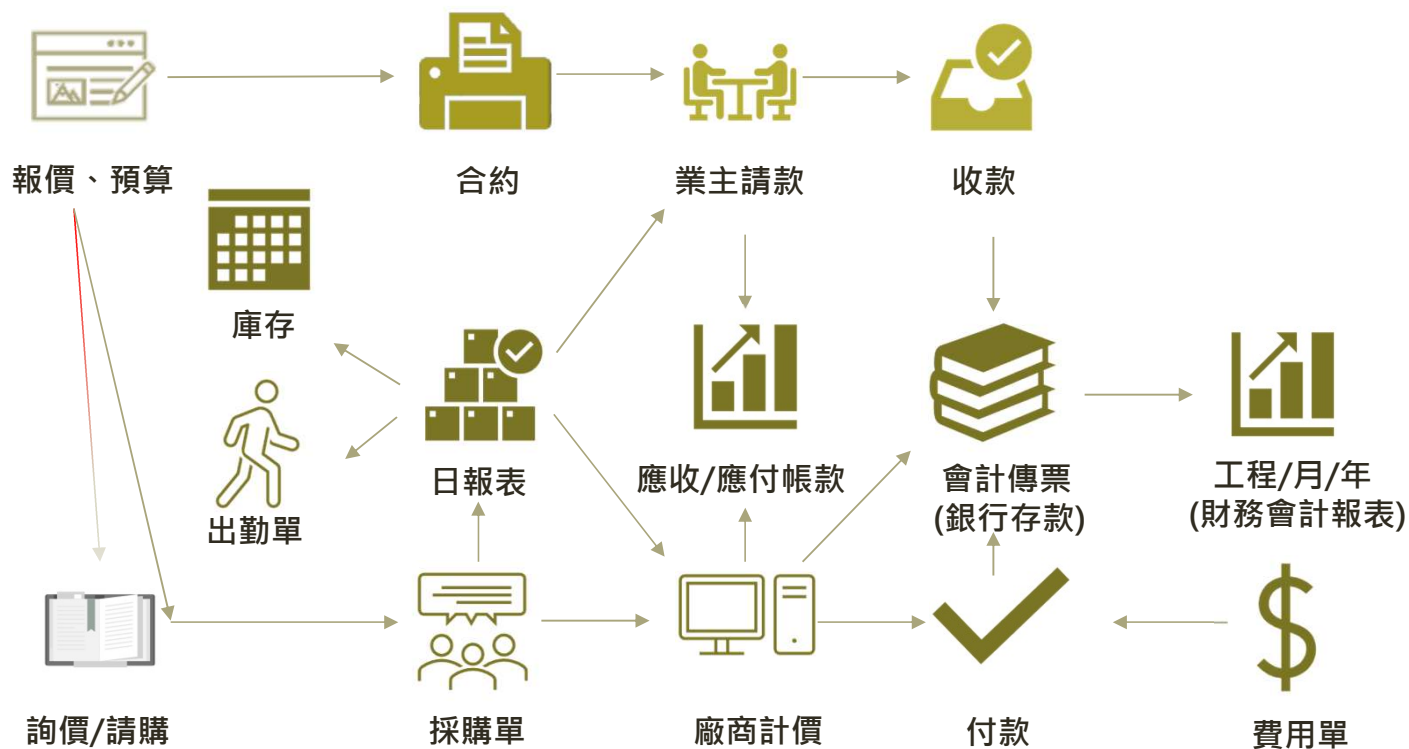 報價、預算
合約
業主請款
收款
庫存
日報表
應收/應付帳款
會計傳票
(銀行存款)
工程/月/年
(財務會計報表)
出勤單
詢價/請購
採購單
廠商計價
付款
費用單